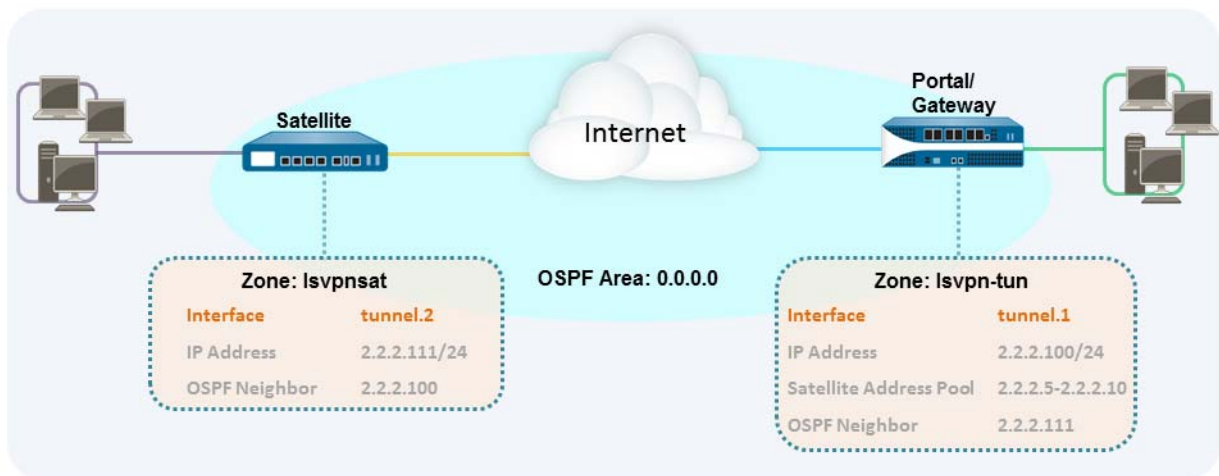 Satellite
Internet
Portal/
Gateway
OSPF Area: 0.0.0.0
Zone: lsvpnsat
Interface tunnel.2
IP Address 2.2.2.111/24
OSPF Neighbor 2.2.2.100
Zone: lsvpn-tun
Interface tunnel.1
IP Address 2.2.2.100/24
Satellite Address Pool 2.2.2.5-2.2.2.10
OSPF Neighbor 2.2.2.111